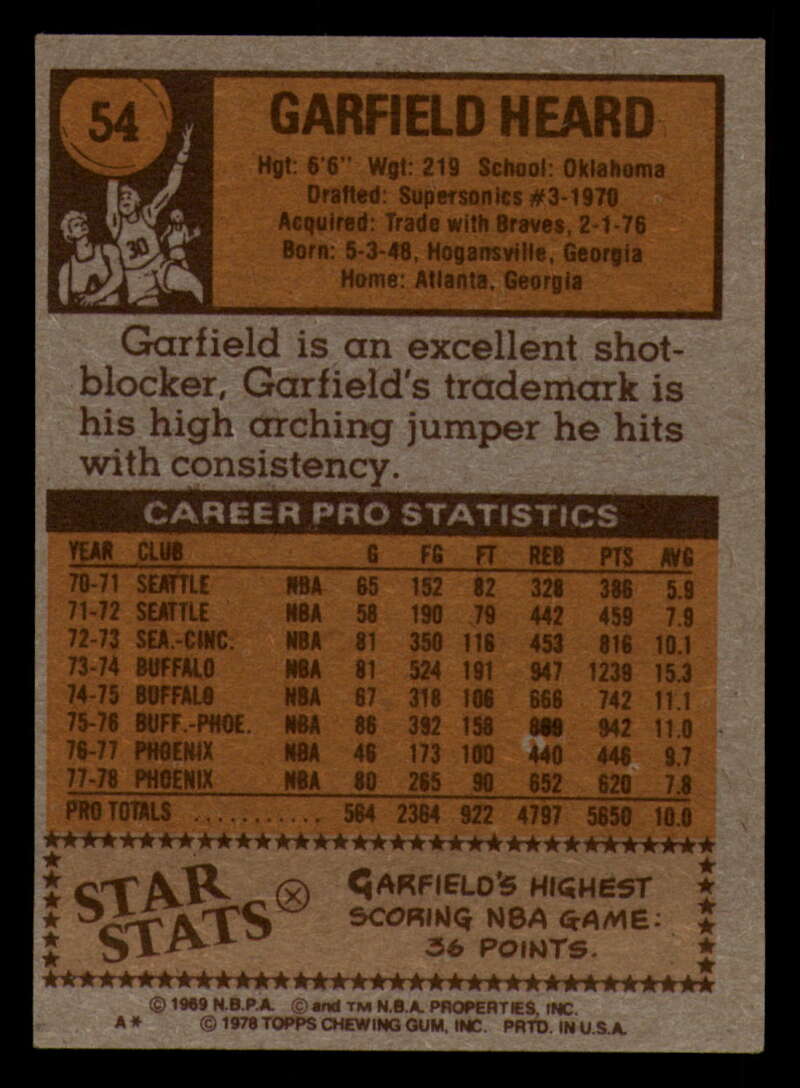 54
30
GARFIELD HEARD
Hgt: 6'6" Wgt: 219 School: Oklahoma
Drafted: Supersonics #3-1970
Acquired: Trade with Braves, 2-1-76
Born: 5-3-48, Hogansville, Georgia
Home: Atlanta, Georgia
Garfield is an excellent shot-
blocker, Garfield's trademark is
his high arching jumper he hits
with consistency.
CAREER PRO STATISTICS
YEAR CLUB G FG FT REB PTS AVG
70-71 SEATTLE NBA 65 152 82 328 386 5.9
71-72 SEATTLE NBA 58 190 79 442 459 7.9
72-73 SEA.-CINC. NBA 81 350 116 453 816 10.1
73-74 BUFFALO NBA 81 524 191 947 1239 15.3
74-75 BUFFALO NBA 67 318 106 666 742 11.1
75-76 BUFF.-PHOE. NBA 86 392 158 869 942 11.0
76-77 PHOENIX NBA 46 173 100 440 446 9.7
77-78 PHOENIX NBA 80 265 90 652 620 7.8
PRO TOTALS ........... 564 2364 922 4797 5650 10.0
STAR
STATS
GARFIELD'S HIGHEST
SCORING NBA GAME:
36 POINTS.
© 1969 N.B.P.A. © and TM N.B.A. PROPERTIES, INC.
A* © 1978 TOPPS CHEWING GUM, INC. PRTD. IN U.S.A.